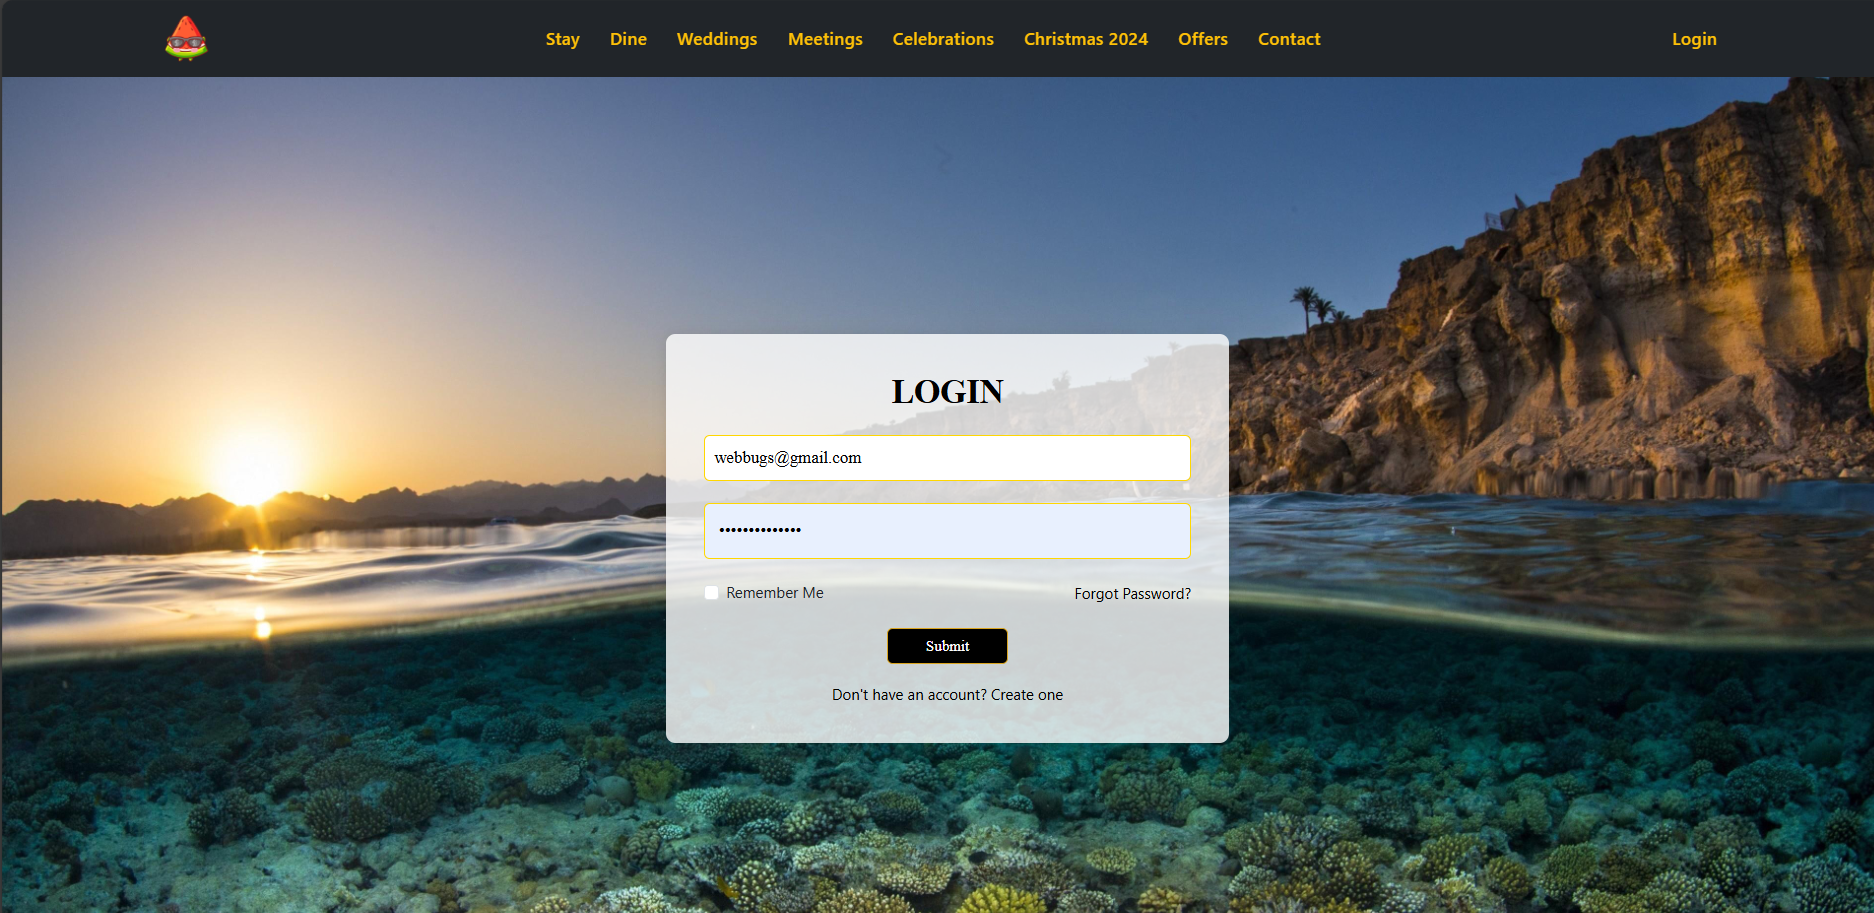 Stay Dine Weddings Meetings Celebrations Christmas 2024 Offers Contact Login
LOGIN
webbugs@gmail.com
••••••••••••••
Remember Me Forgot Password?
Submit
Don't have an account? Create one